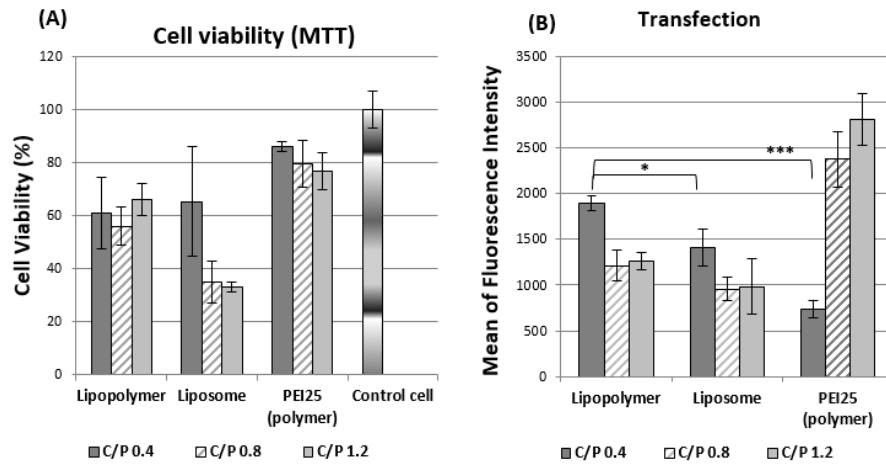 (A)
Cell viability (MTT)
120
100
80
60
40
20
0
Cell Viability (%)
Lipopolymer Liposome PEI25 Control cell
(polymer)
C/P 0.4 C/P 0.8 C/P 1.2
(B)
Transfection
3500
3000
2500
2000
1500
1000
500
0
Mean of Fluorescence Intensity
*
***
Lipopolymer Liposome PEI25
(polymer)
C/P 0.4 C/P 0.8 C/P 1.2